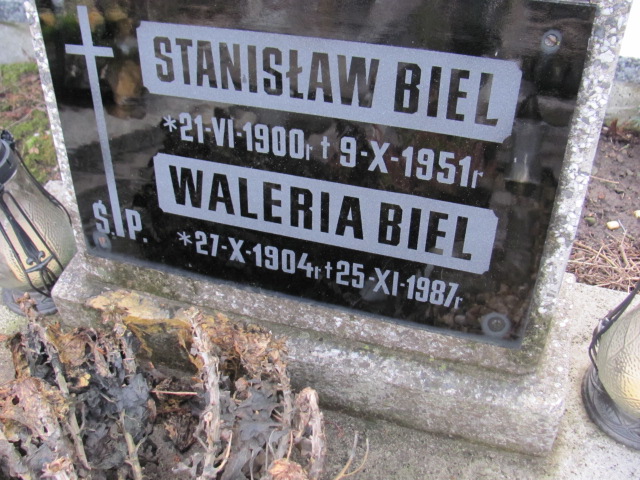 STANISŁAW BIEL
*21-VI-1900r † 9-X-1951r
WALERIA BIEL
Ś.P.
*27-X-1904r † 25-XI-1987r